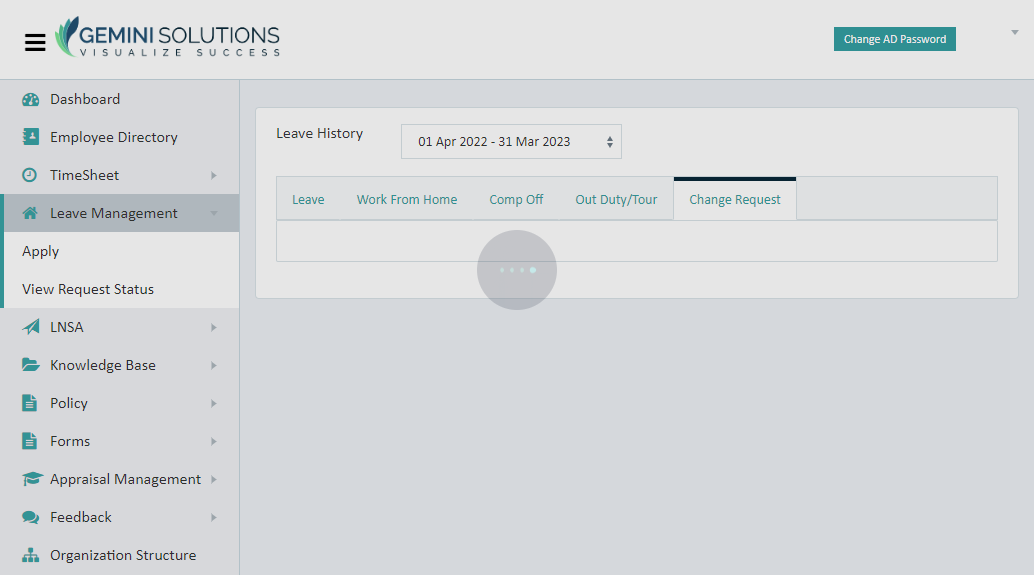 GEMINI SOLUTIONS
VISUALIZE SUCCESS
Change AD Password
Dashboard
Employee Directory
TimeSheet
Leave Management
Apply
View Request Status
LNSA
Knowledge Base
Policy
Forms
Appraisal Management
Feedback
Organization Structure
Leave History
01 Apr 2022 - 31 Mar 2023
Leave Work From Home Comp Off Out Duty/Tour Change Request